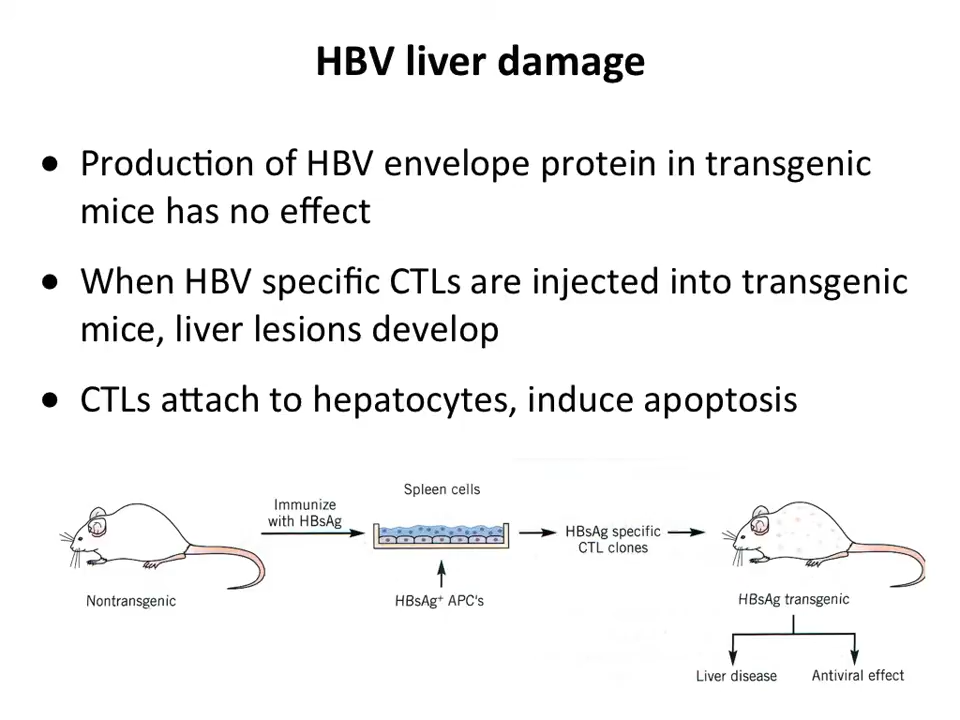 HBV liver damage
● Production of HBV envelope protein in transgenic
mice has no effect
● When HBV specific CTLs are injected into transgenic
mice, liver lesions develop
● CTLs attach to hepatocytes, induce apoptosis
Nontransgenic
Immunize
with HBsAg
Spleen cells
HBsAg⁺ APC's
HBsAg specific
CTL clones
HBsAg transgenic
Liver disease
Antiviral effect